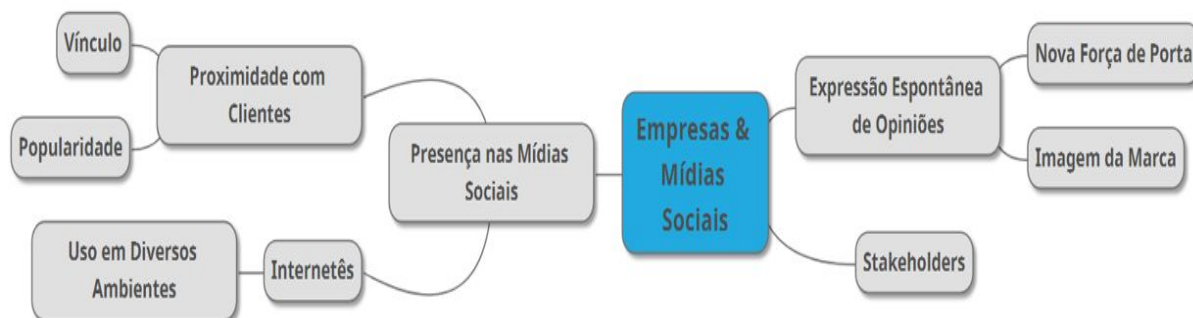 Vínculo
Popularidade
Proximidade com
Clientes
Uso em Diversos
Ambientes
Internetês
Presença nas Mídias
Sociais
Empresas &
Mídias
Sociais
Expressão Espontânea
de Opiniões
Nova Força de Porta
Imagem da Marca
Stakeholders